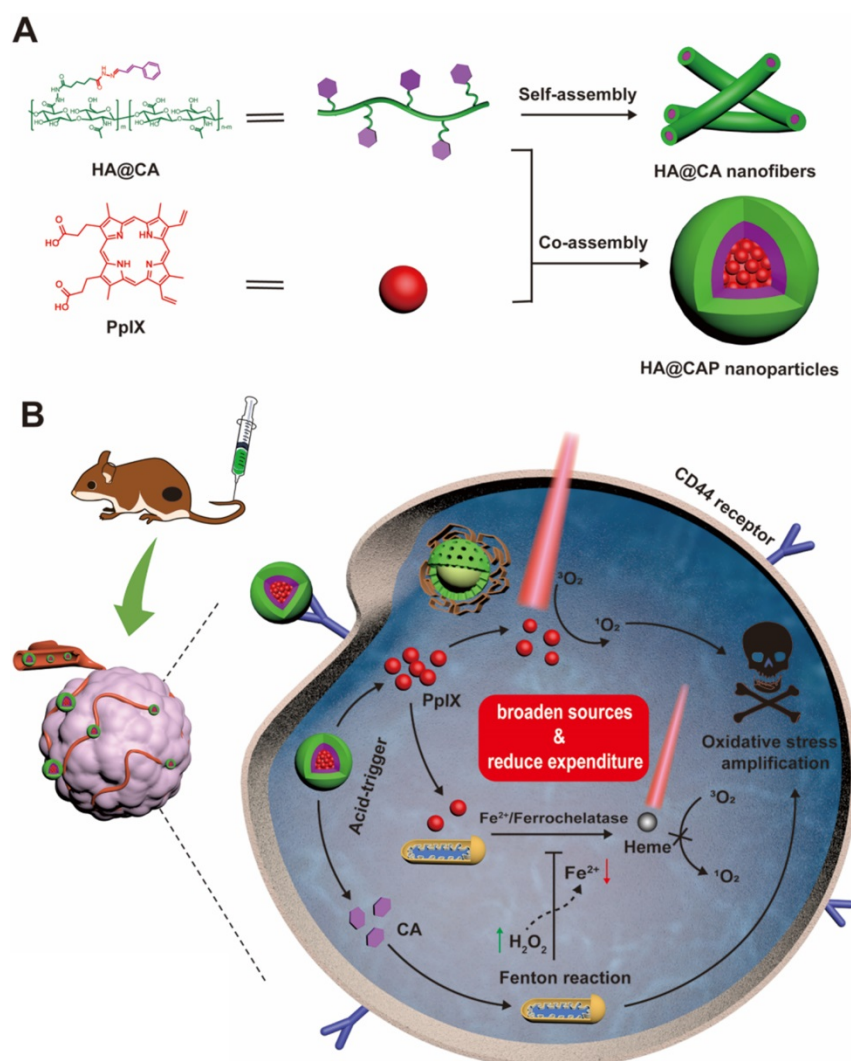 A
HA@CA
Self-assembly
HA@CA nanofibers
PpIX
Co-assembly
HA@CAP nanoparticles
B
CD44 receptor
³O₂
¹O₂
PpIX
broaden sources
&
reduce expenditure
Oxidative stress
amplification
Acid-trigger
Fe²⁺/Ferrochelatase
Heme
³O₂
¹O₂
Fe²⁺
CA
H₂O₂
Fenton reaction